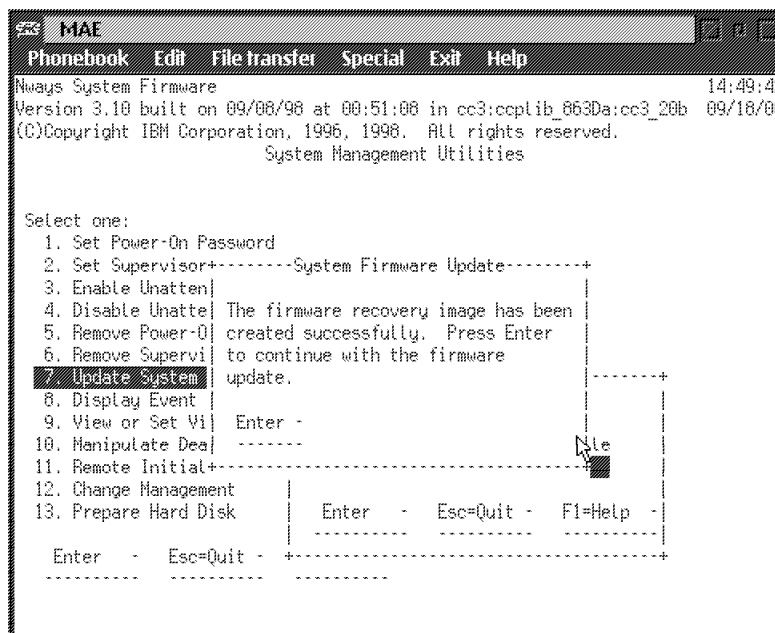 MAE
Phonebook Edit File transfer Special Exit Help
Nways System Firmware 14:49:4
Version 3.10 built on 09/08/98 at 00:51:08 in cc3:ccplib_863Da:cc3_20b 09/18/0
(C)Copyright IBM Corporation, 1996, 1998. All rights reserved.
System Management Utilities
Select one:
1. Set Power-On Password
2. Set Supervisor+--------System Firmware Update--------+
3. Enable Unatten|
4. Disable Unatte| The firmware recovery image has been |
5. Remove Power-O| created successfully. Press Enter |
6. Remove Supervi| to continue with the firmware |
7. Update System | update. |-------+
8. Display Event |
9. View or Set Vi| Enter -
10. Manipulate Dea| ------- le
11. Remote Initial+
12. Change Management
13. Prepare Hard Disk | Enter - Esc=Quit - F1=Help -|
Enter - Esc=Quit -